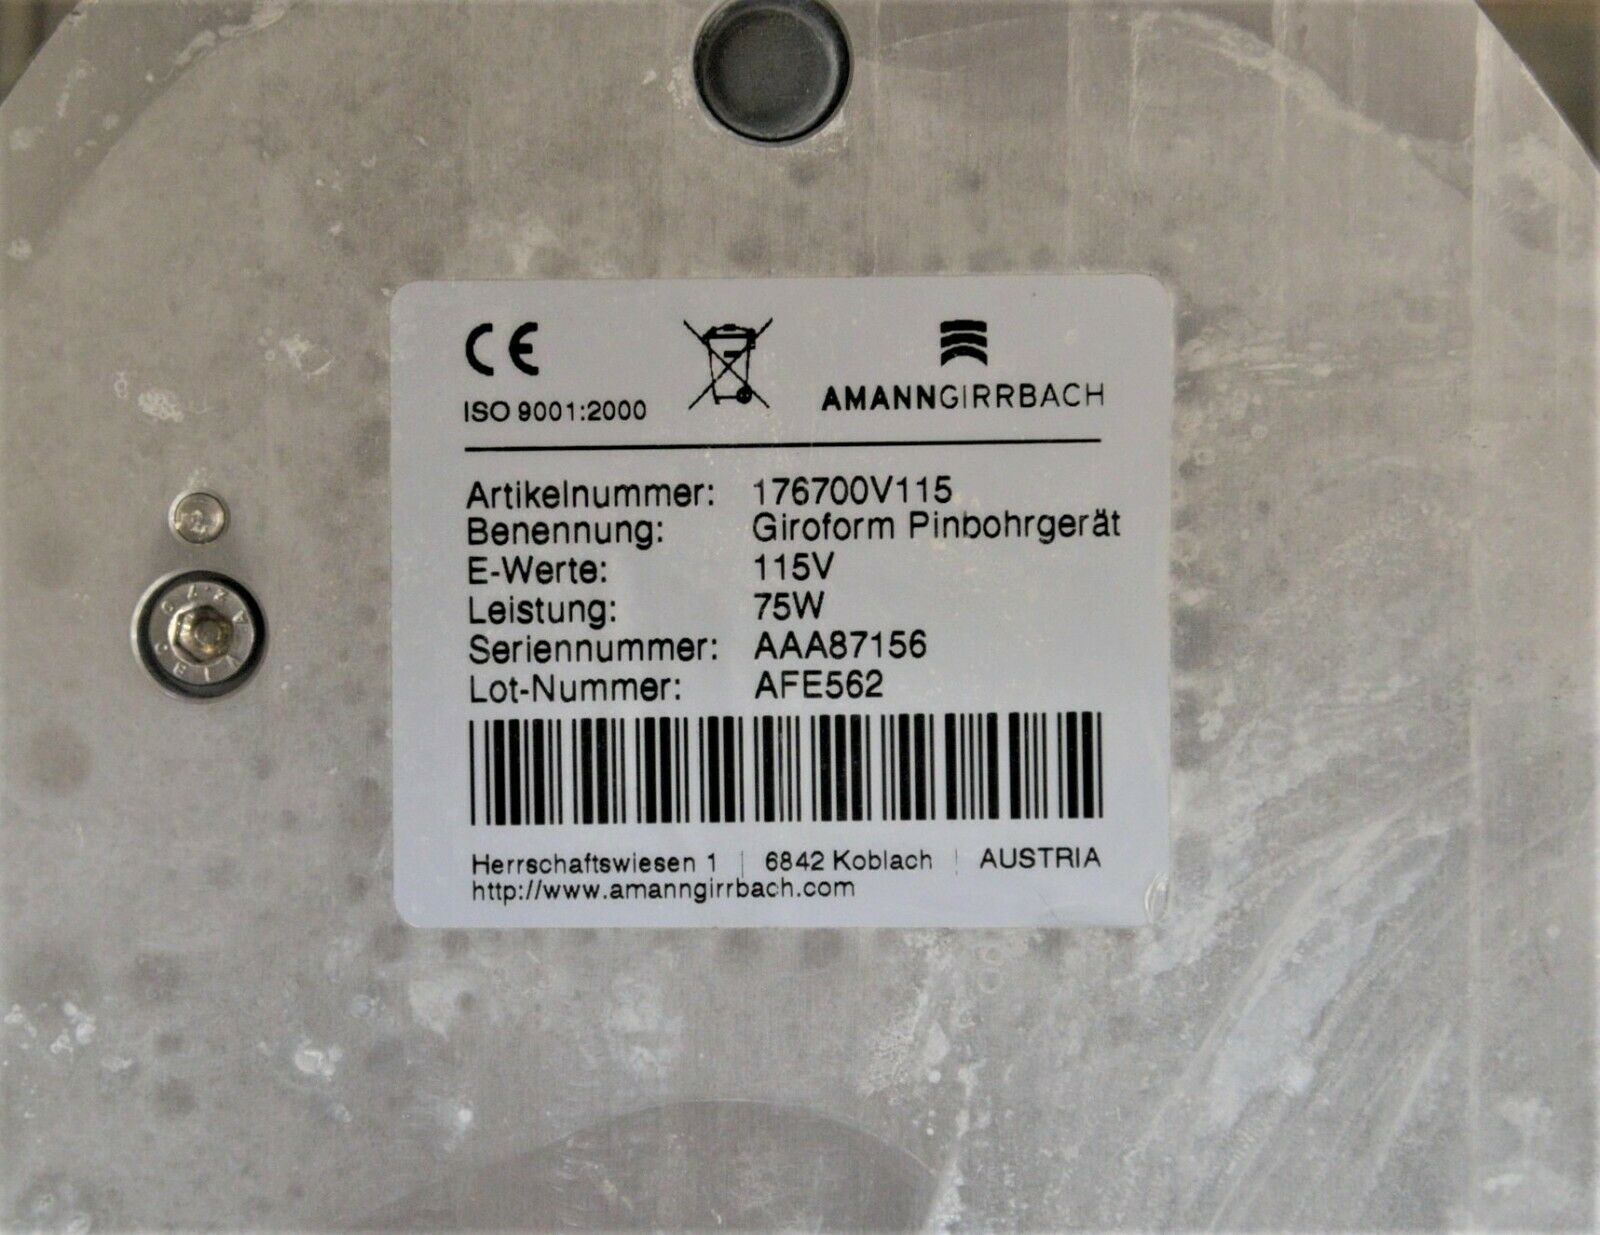 CE
ISO 9001:2000
AMANNGIRRBACH
Artikelnummer: 176700V115
Benennung: Giroform Pinbohrgerät
E-Werte: 115V
Leistung: 75W
Seriennummer: AAA87156
Lot-Nummer: AFE562
Herrschaftswiesen 1 | 6842 Koblach | AUSTRIA
http://www.amanngirrbach.com